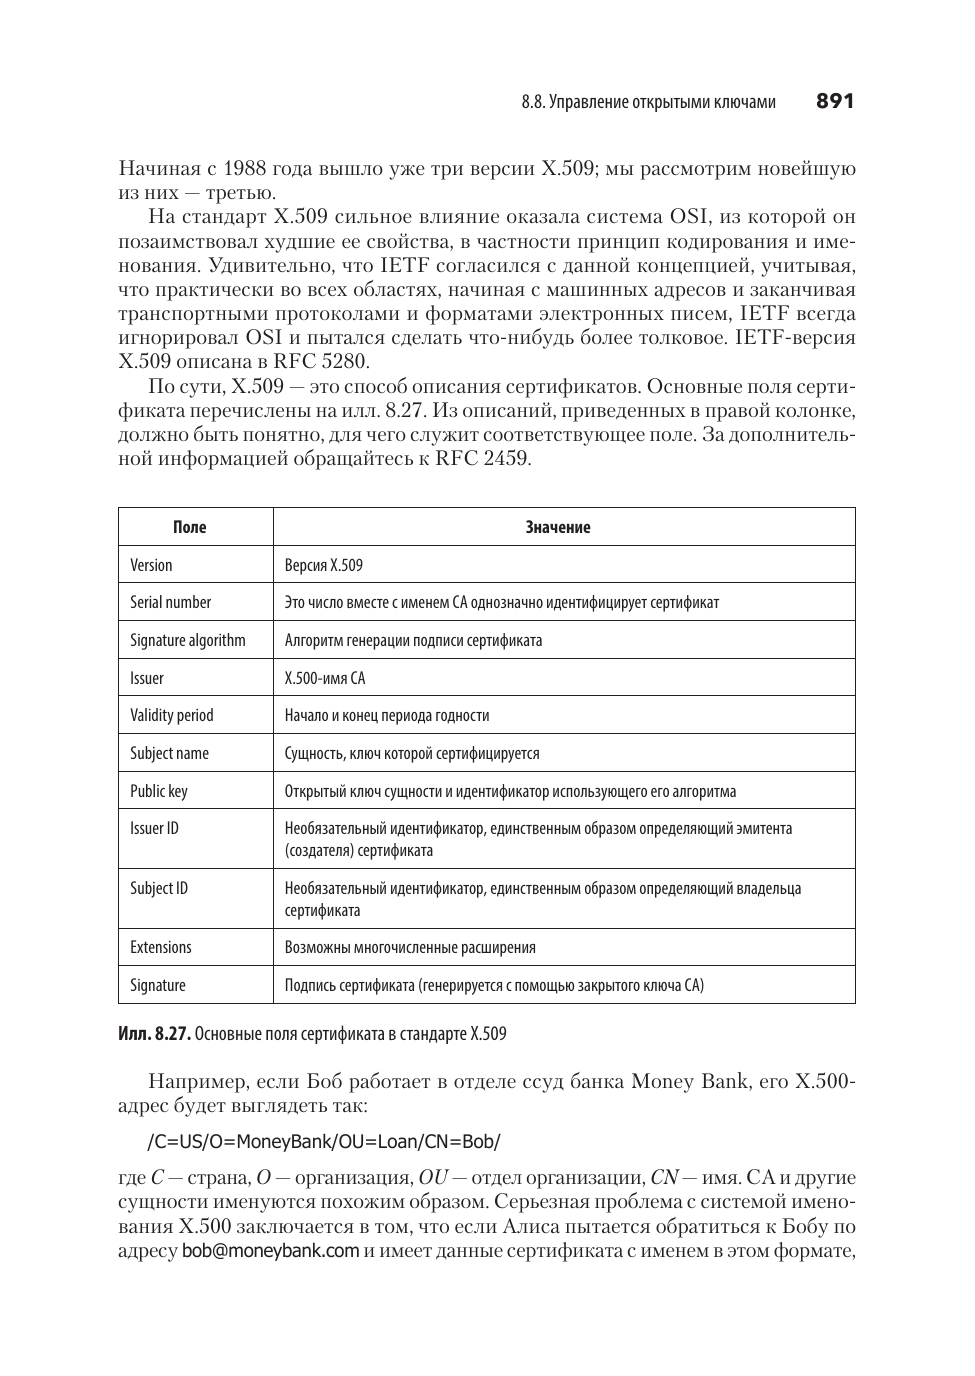 8.8. Управление открытыми ключами 891
Начиная с 1988 года вышло уже три версии X.509; мы рассмотрим новейшую
из них — третью.
На стандарт X.509 сильное влияние оказала система OSI, из которой он
позаимствовал худшие ее свойства, в частности принцип кодирования и име-
нования. Удивительно, что IETF согласился с данной концепцией, учитывая,
что практически во всех областях, начиная с машинных адресов и заканчивая
транспортными протоколами и форматами электронных писем, IETF всегда
игнорировал OSI и пытался сделать что-нибудь более толковое. IETF-версия
X.509 описана в RFC 5280.
По сути, X.509 — это способ описания сертификатов. Основные поля серти-
фиката перечислены на илл. 8.27. Из описаний, приведенных в правой колонке,
должно быть понятно, для чего служит соответствующее поле. За дополнитель-
ной информацией обращайтесь к RFC 2459.
Поле Значение
Version Версия X.509
Serial number Это число вместе с именем CA однозначно идентифицирует сертификат
Signature algorithm Алгоритм генерации подписи сертификата
Issuer X.500-имя CA
Validity period Начало и конец периода годности
Subject name Сущность, ключ которой сертифицируется
Public key Открытый ключ сущности и идентификатор использующего его алгоритма
Issuer ID Необязательный идентификатор, единственным образом определяющий эмитента
(создателя) сертификата
Subject ID Необязательный идентификатор, единственным образом определяющий владельца
сертификата
Extensions Возможны многочисленные расширения
Signature Подпись сертификата (генерируется с помощью закрытого ключа CA)
Илл. 8.27. Основные поля сертификата в стандарте X.509
Например, если Боб работает в отделе ссуд банка Money Bank, его X.500-
адрес будет выглядеть так:
/C=US/O=MoneyBank/OU=Loan/CN=Bob/
где C — страна, O — организация, OU — отдел организации, CN — имя. CA и другие
сущности именуются похожим образом. Серьезная проблема с системой имено-
вания X.500 заключается в том, что если Алиса пытается обратиться к Бобу по
адресу bob@moneybank.com и имеет данные сертификата с именем в этом формате,